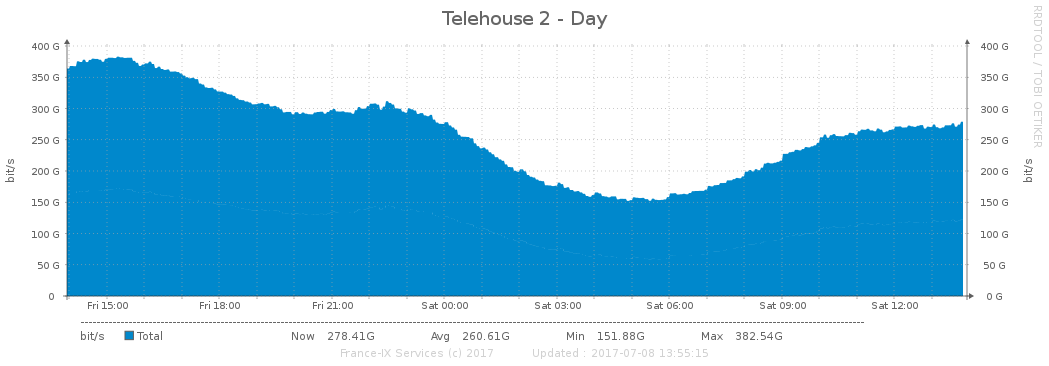 Telehouse 2 - Day
RRDTOOL / TOBI OETIKER
400 G 400 G
350 G 350 G
300 G 300 G
250 G 250 G
200 G 200 G
150 G 150 G
100 G 100 G
50 G 50 G
0 0 G
bit/s bit/s
Fri 15:00 Fri 18:00 Fri 21:00 Sat 00:00 Sat 03:00 Sat 06:00 Sat 09:00 Sat 12:00
bit/s Total Now 278.41G Avg 260.61G Min 151.88G Max 382.54G
France-IX Services (c) 2017 Updated : 2017-07-08 13:55:15